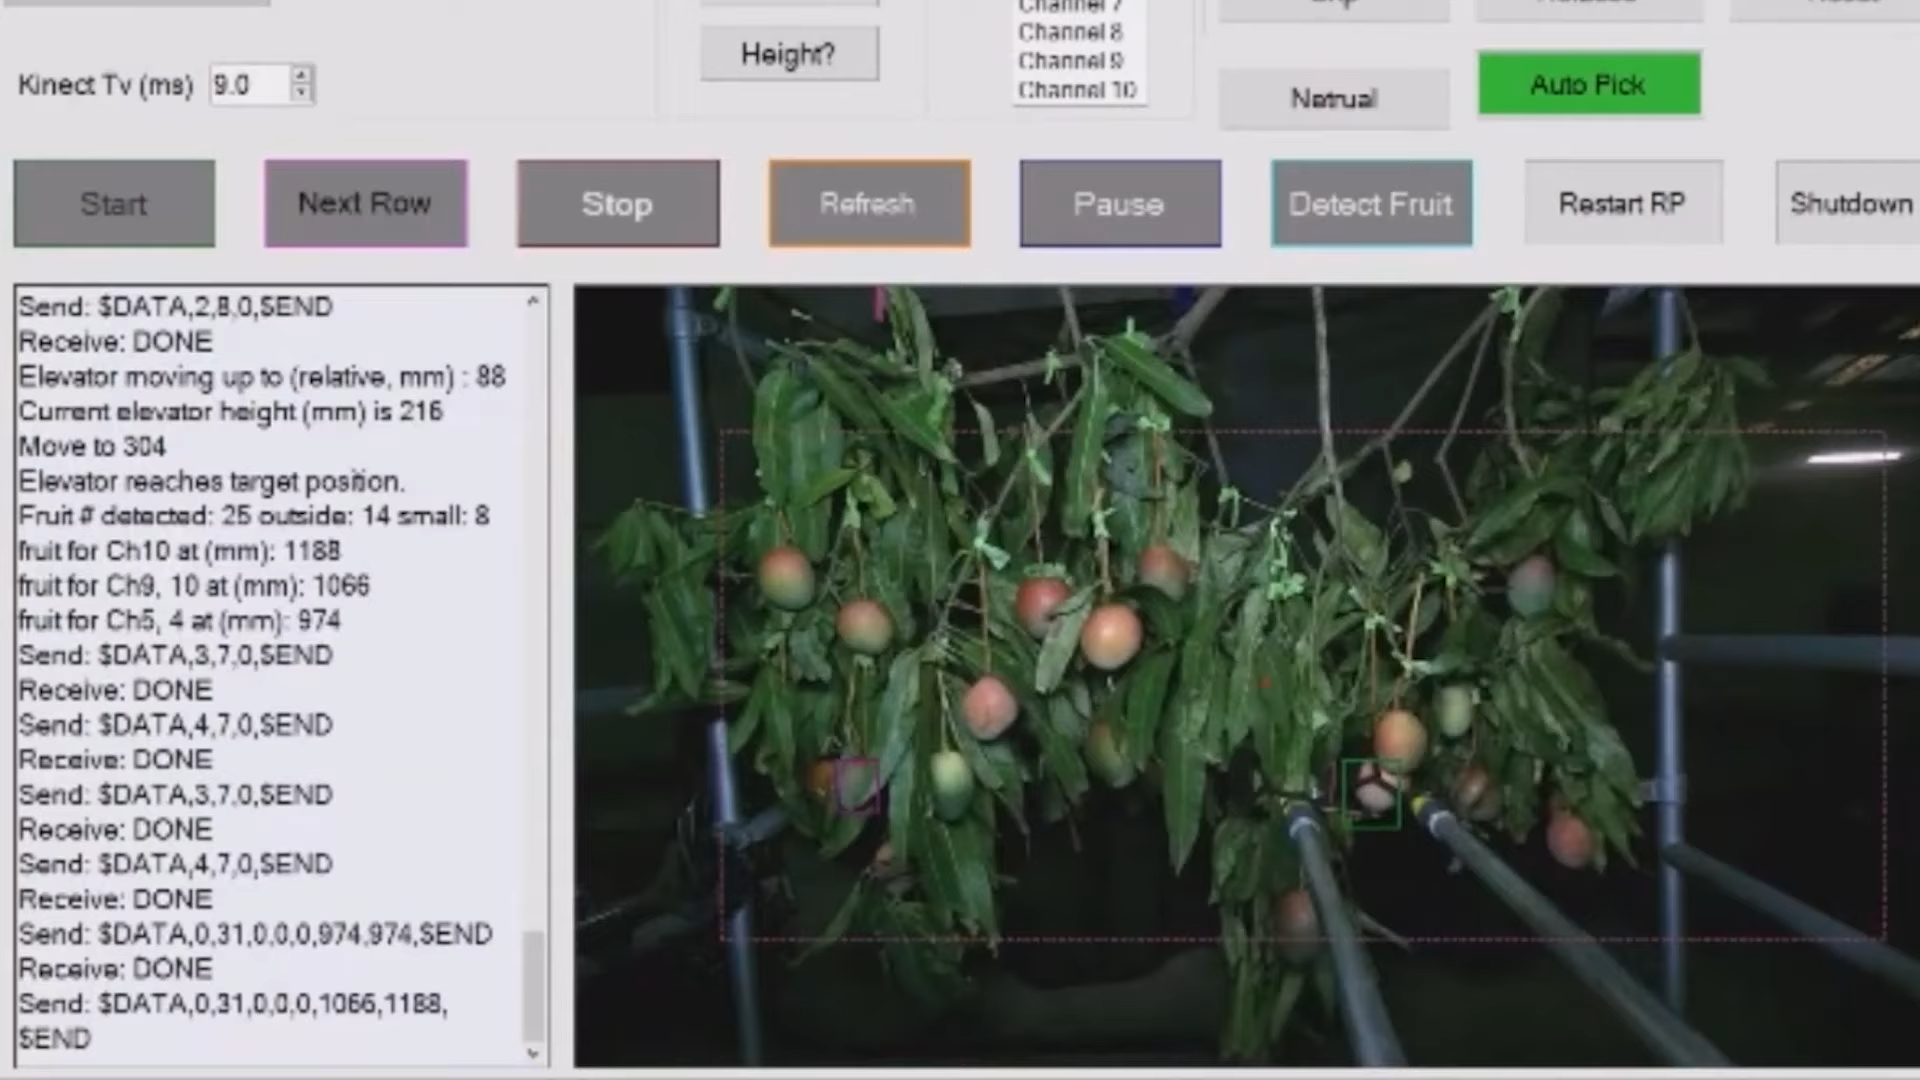 Channel 7
Channel 8
Channel 9
Channel 10
Height?
Kinect Tv (ms) 9.0
Netrual
Auto Pick
Start
Next Row
Stop
Refresh
Pause
Detect Fruit
Restart RP
Shutdown
Send: $DATA,2,8,0,$END
Receive: DONE
Elevator moving up to (relative, mm) : 88
Current elevator height (mm) is 216
Move to 304
Elevator reaches target position.
Fruit # detected: 25 outside: 14 small: 8
fruit for Ch10 at (mm): 1188
fruit for Ch9, 10 at (mm): 1066
fruit for Ch5, 4 at (mm): 974
Send: $DATA,3,7,0,$END
Receive: DONE
Send: $DATA,4,7,0,$END
Receive: DONE
Send: $DATA,3,7,0,$END
Receive: DONE
Send: $DATA,4,7,0,$END
Receive: DONE
Send: $DATA,0,31,0,0,0,974,974,$END
Receive: DONE
Send: $DATA,0,31,0,0,0,1066,1188,
$END